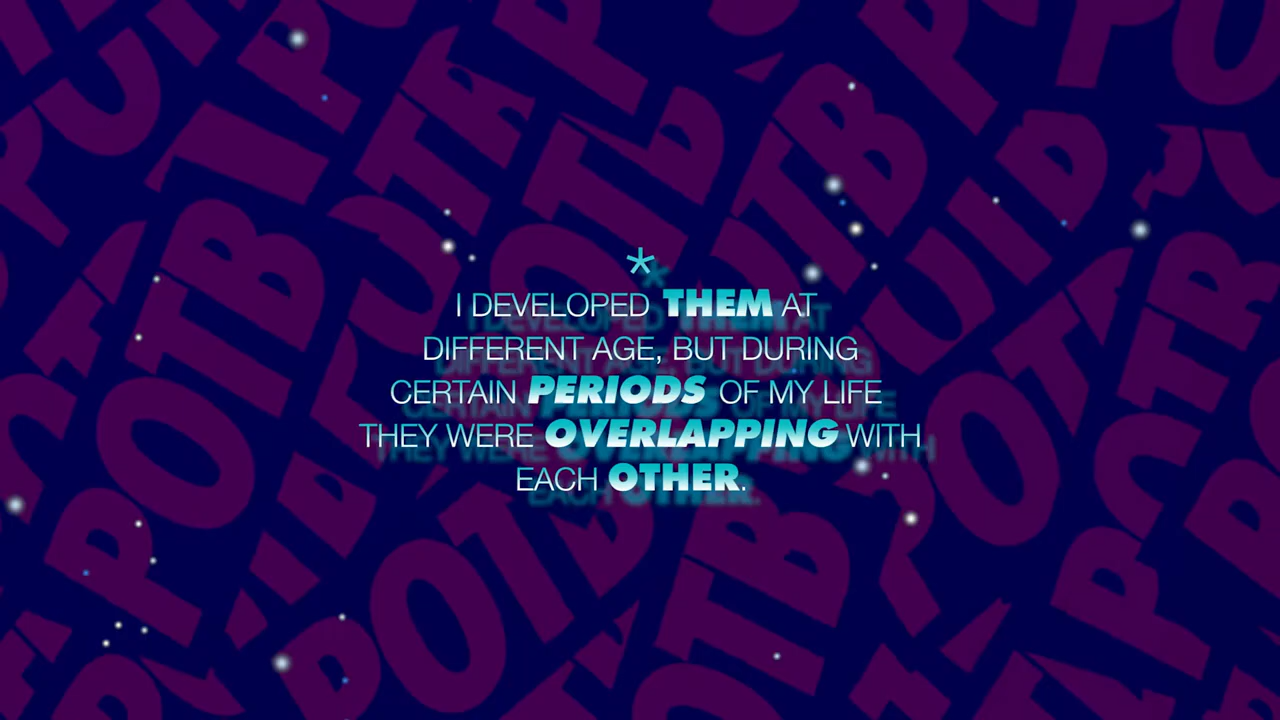 *
I DEVELOPED THEM AT
DIFFERENT AGE, BUT DURING
CERTAIN PERIODS OF MY LIFE
THEY WERE OVERLAPPING WITH
EACH OTHER.